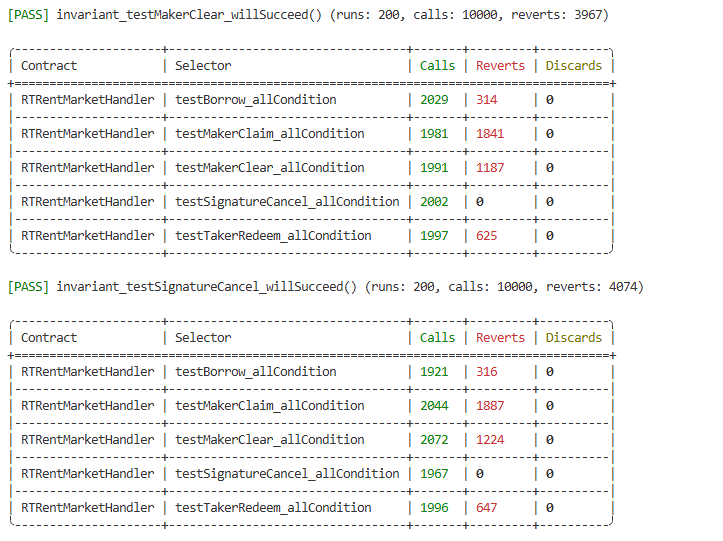 [PASS] invariant_testMakerClear_willSucceed() (runs: 200, calls: 10000, reverts: 3967)
| Contract | Selector | Calls | Reverts | Discards |
| RTRentMarketHandler | testBorrow_allCondition | 2029 | 314 | 0
| RTRentMarketHandler | testMakerClaim_allCondition | 1981 | 1841 | 0
| RTRentMarketHandler | testMakerClear_allCondition | 1991 | 1187 | 0
| RTRentMarketHandler | testSignatureCancel_allCondition | 2002 | 0 | 0
| RTRentMarketHandler | testTakerRedeem_allCondition | 1997 | 625 | 0
[PASS] invariant_testSignatureCancel_willSucceed() (runs: 200, calls: 10000, reverts: 4074)
| Contract | Selector | Calls | Reverts | Discards |
| RTRentMarketHandler | testBorrow_allCondition | 1921 | 316 | 0
| RTRentMarketHandler | testMakerClaim_allCondition | 2044 | 1887 | 0
| RTRentMarketHandler | testMakerClear_allCondition | 2072 | 1224 | 0
| RTRentMarketHandler | testSignatureCancel_allCondition | 1967 | 0 | 0
| RTRentMarketHandler | testTakerRedeem_allCondition | 1996 | 647 | 0